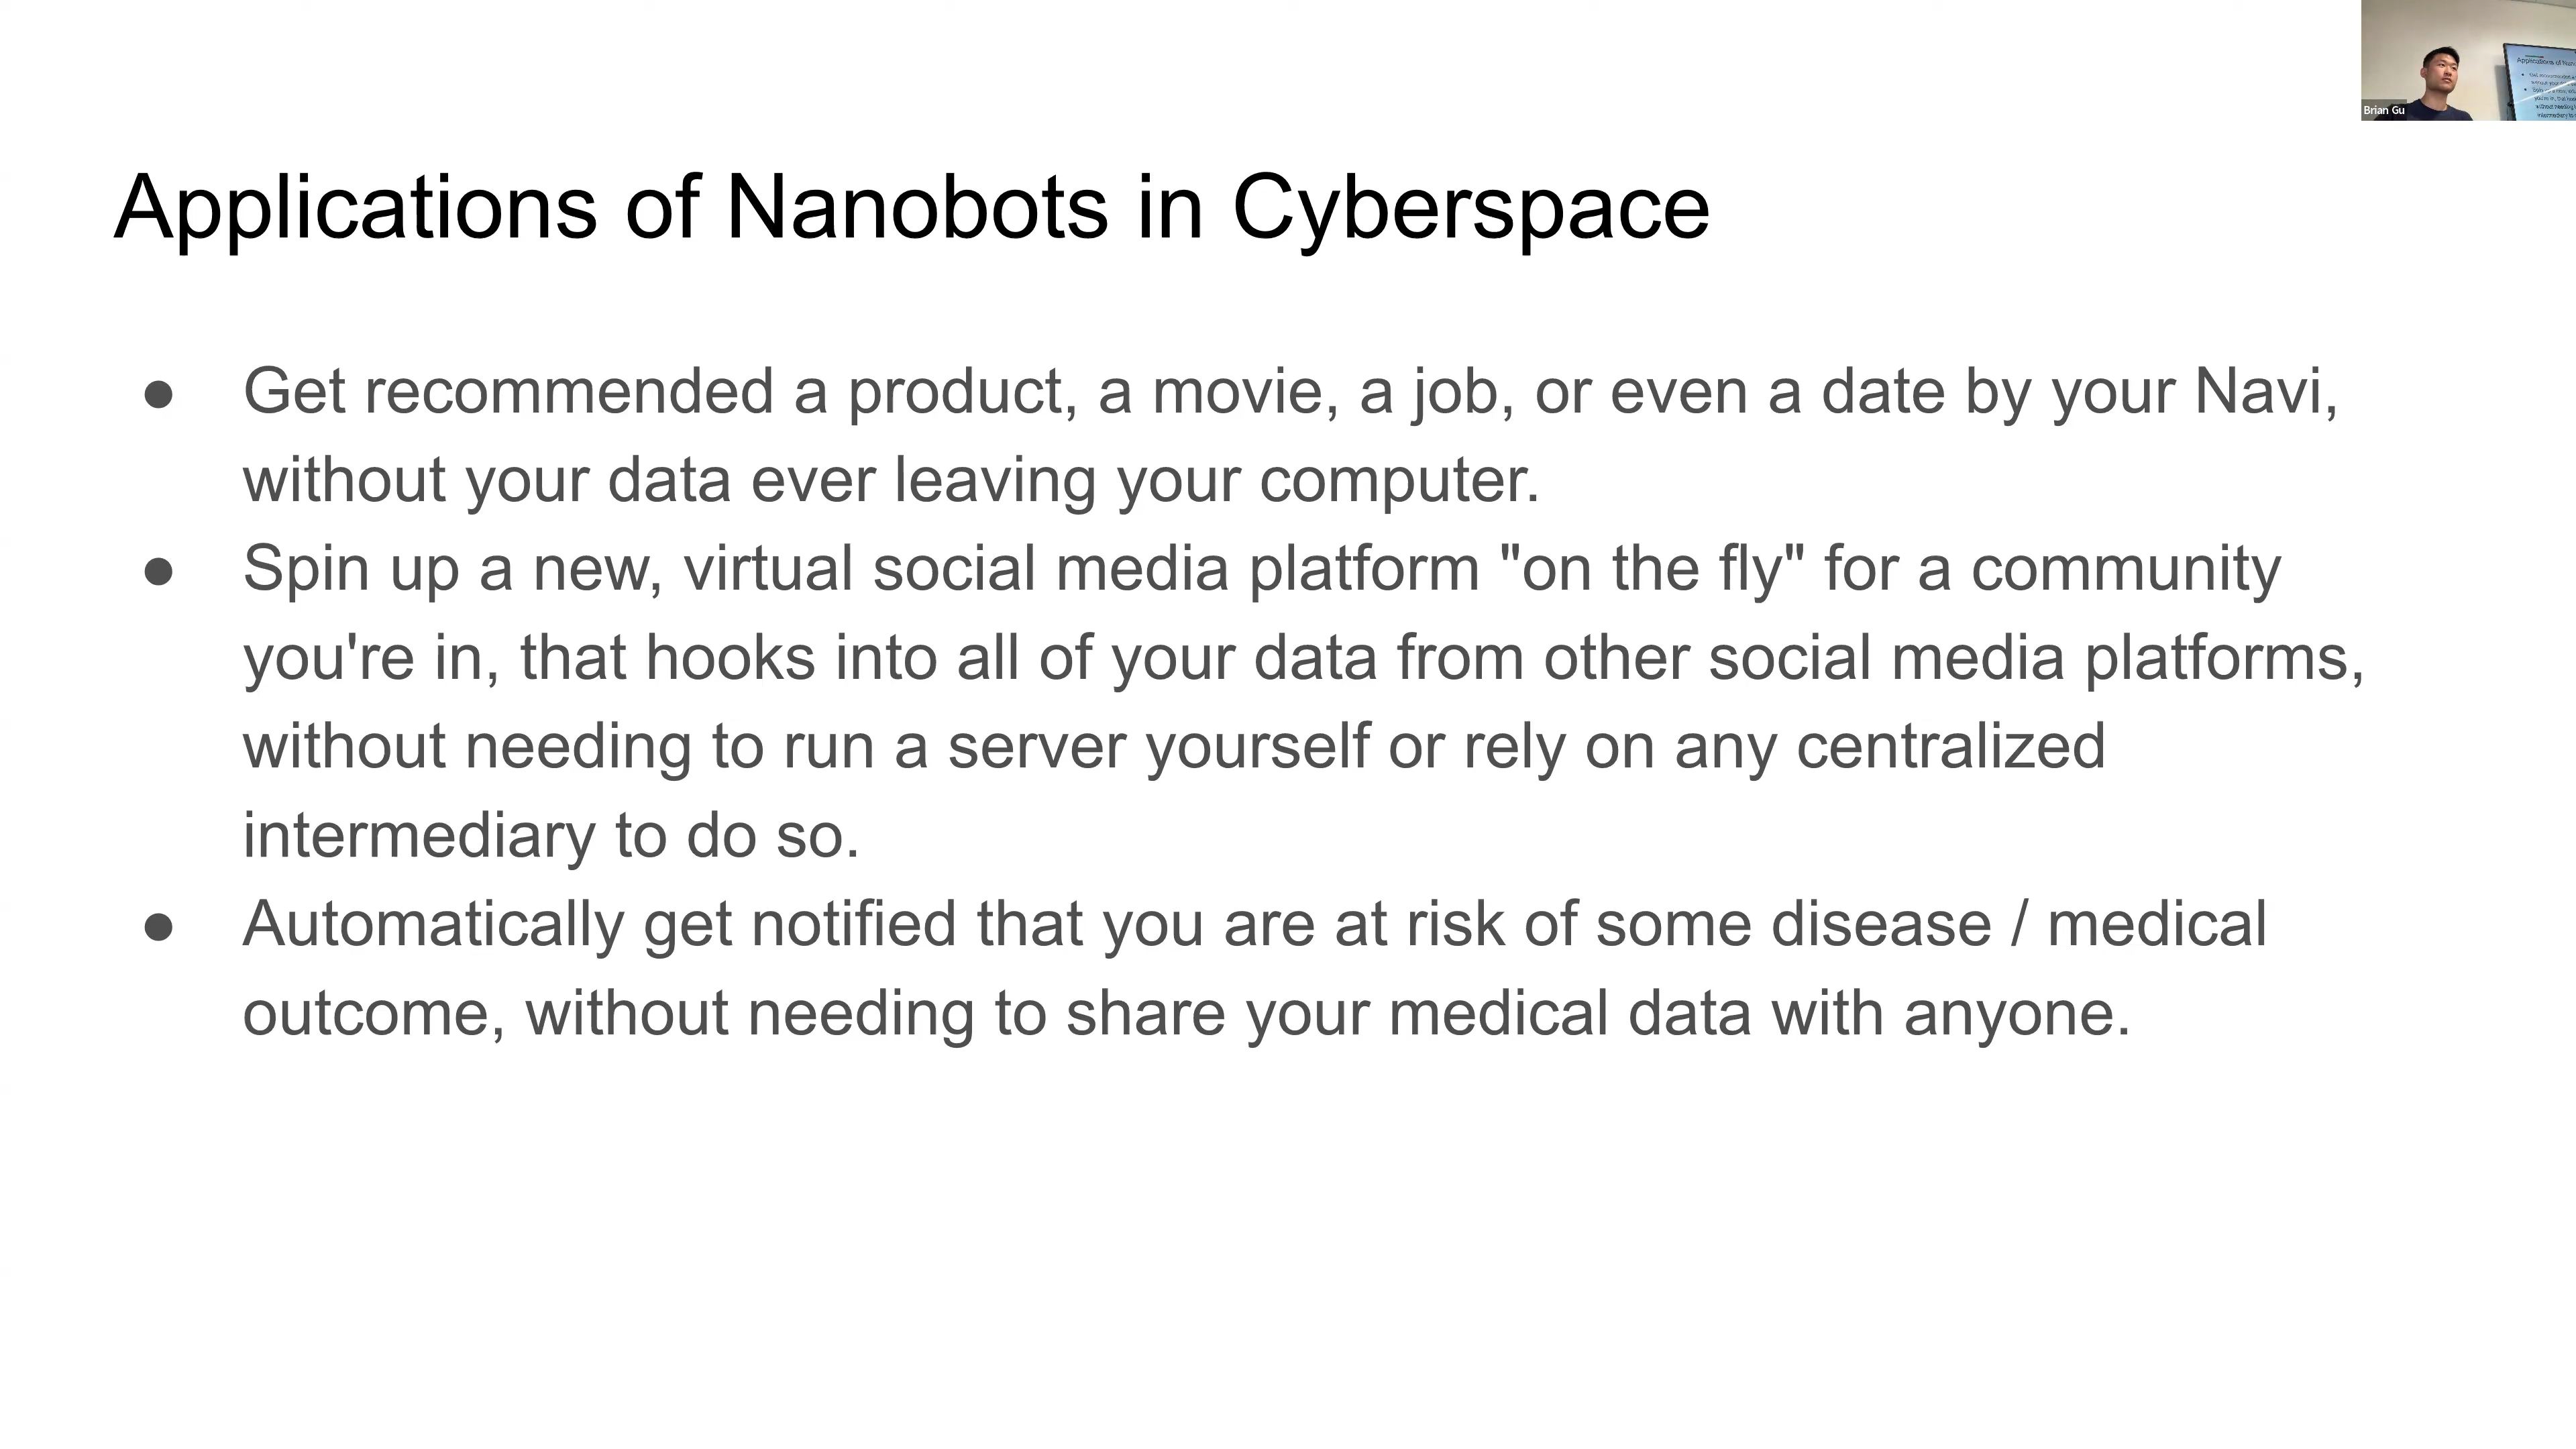 Brian Gu
Applications of Nanobots in Cyberspace
● Get recommended a product, a movie, a job, or even a date by your Navi,
without your data ever leaving your computer.
● Spin up a new, virtual social media platform "on the fly" for a community
you're in, that hooks into all of your data from other social media platforms,
without needing to run a server yourself or rely on any centralized
intermediary to do so.
● Automatically get notified that you are at risk of some disease / medical
outcome, without needing to share your medical data with anyone.